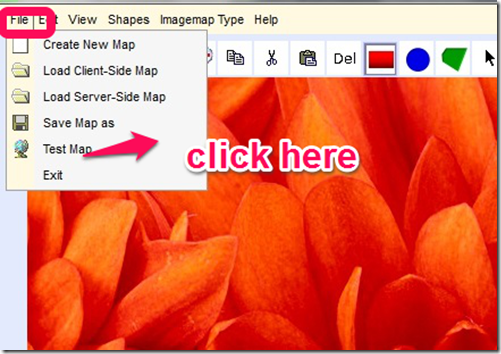 File Edit View Shapes Imagemap Type Help
Create New Map
Load Client-Side Map
Load Server-Side Map
Save Map as
Test Map
Exit
Del
click here